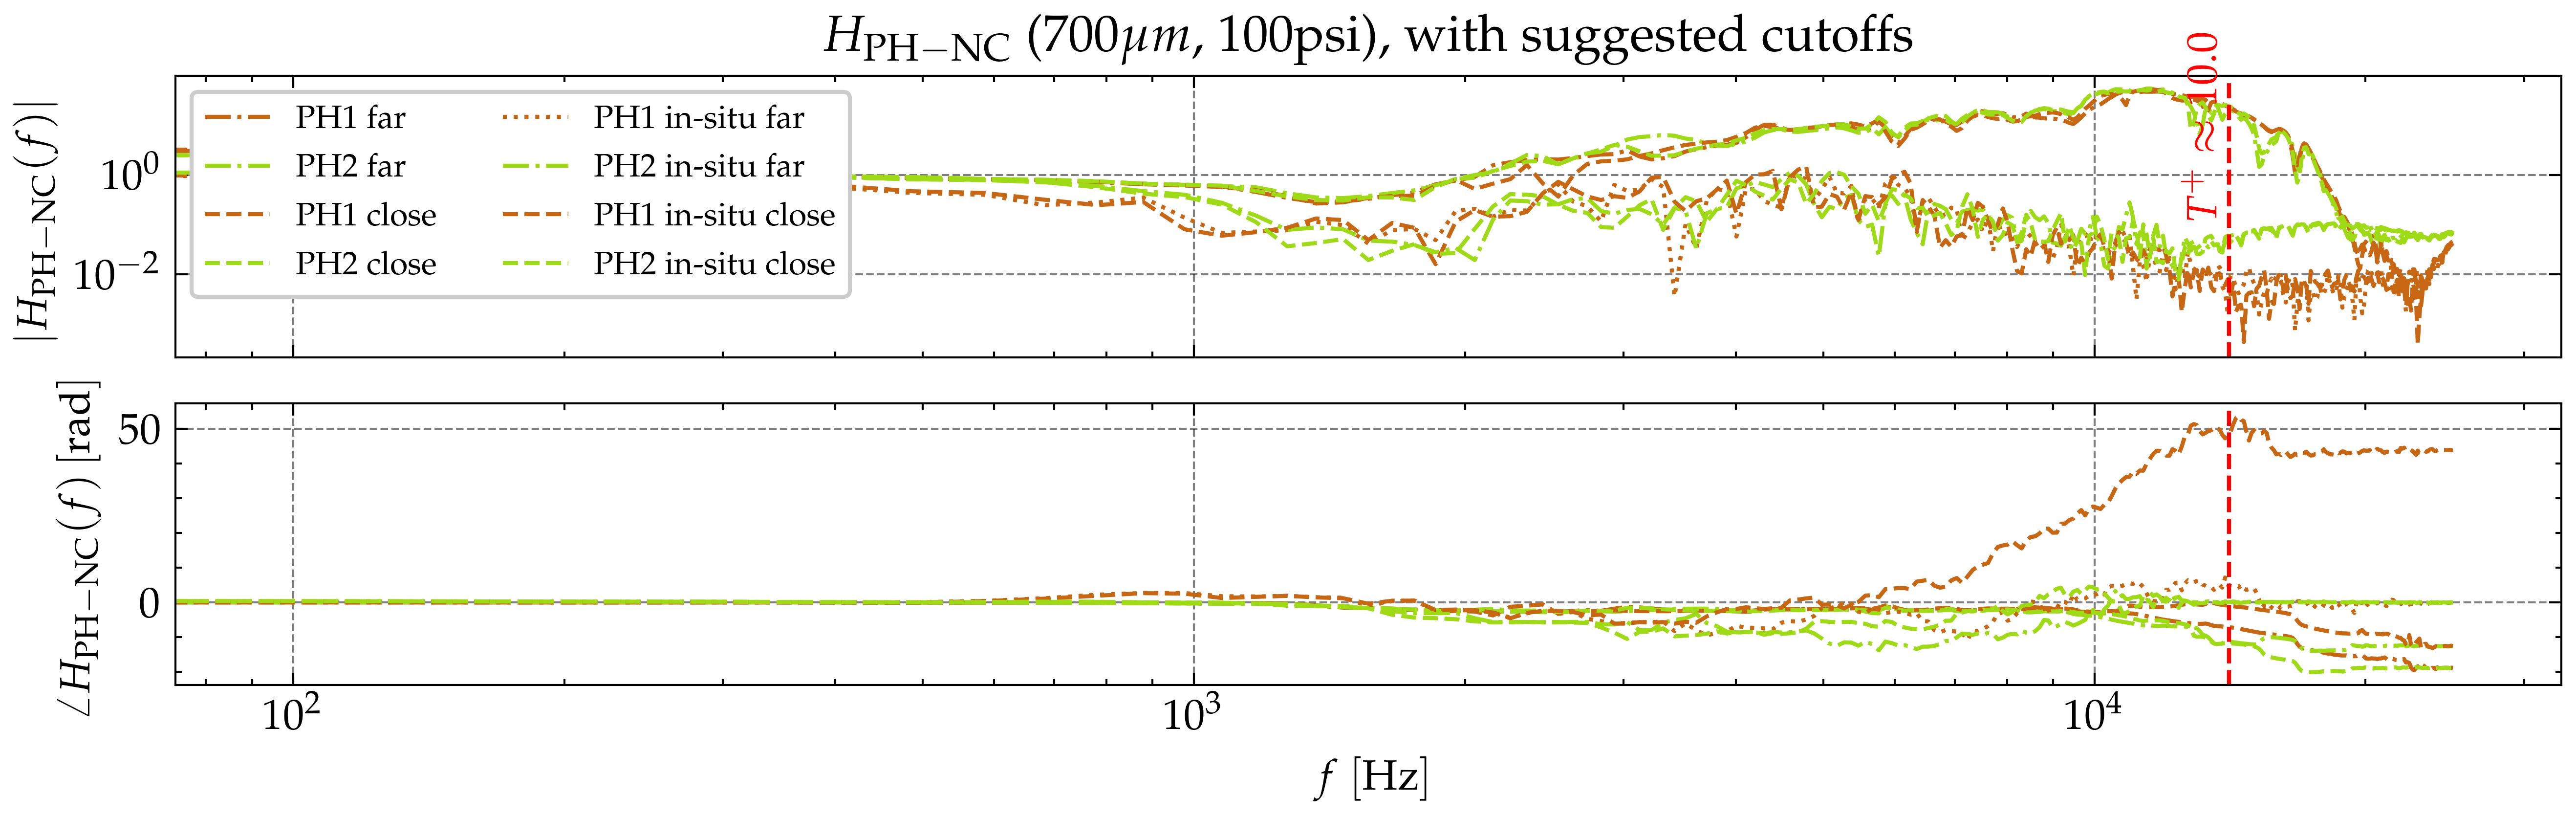 H_PH−NC (700μm, 100psi), with suggested cutoffs
|H_PH−NC(f)|
10^0
10^−2
PH1 far
PH2 far
PH1 close
PH2 close
PH1 in-situ far
PH2 in-situ far
PH1 in-situ close
PH2 in-situ close
T^+ ≈ 10.0
∠H_PH−NC(f) [rad]
50
0
10^2
10^3
10^4
f [Hz]